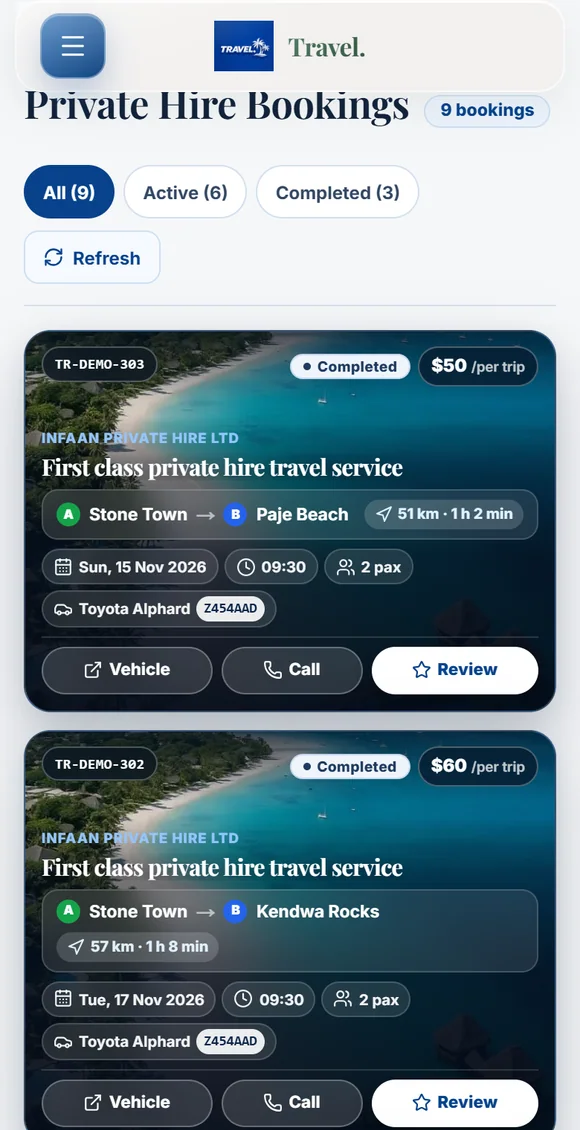 TRAVEL.
Travel.
Private Hire Bookings
9 bookings
All (9)
Active (6)
Completed (3)
Refresh
TR-DEMO-303
Completed
$50 /per trip
INFAAN PRIVATE HIRE LTD
First class private hire travel service
A Stone Town → B Paje Beach
51 km · 1 h 2 min
Sun, 15 Nov 2026
09:30
2 pax
Toyota Alphard Z454AAD
Vehicle
Call
Review
TR-DEMO-302
Completed
$60 /per trip
INFAAN PRIVATE HIRE LTD
First class private hire travel service
A Stone Town → B Kendwa Rocks
57 km · 1 h 8 min
Tue, 17 Nov 2026
09:30
2 pax
Toyota Alphard Z454AAD
Vehicle
Call
Review